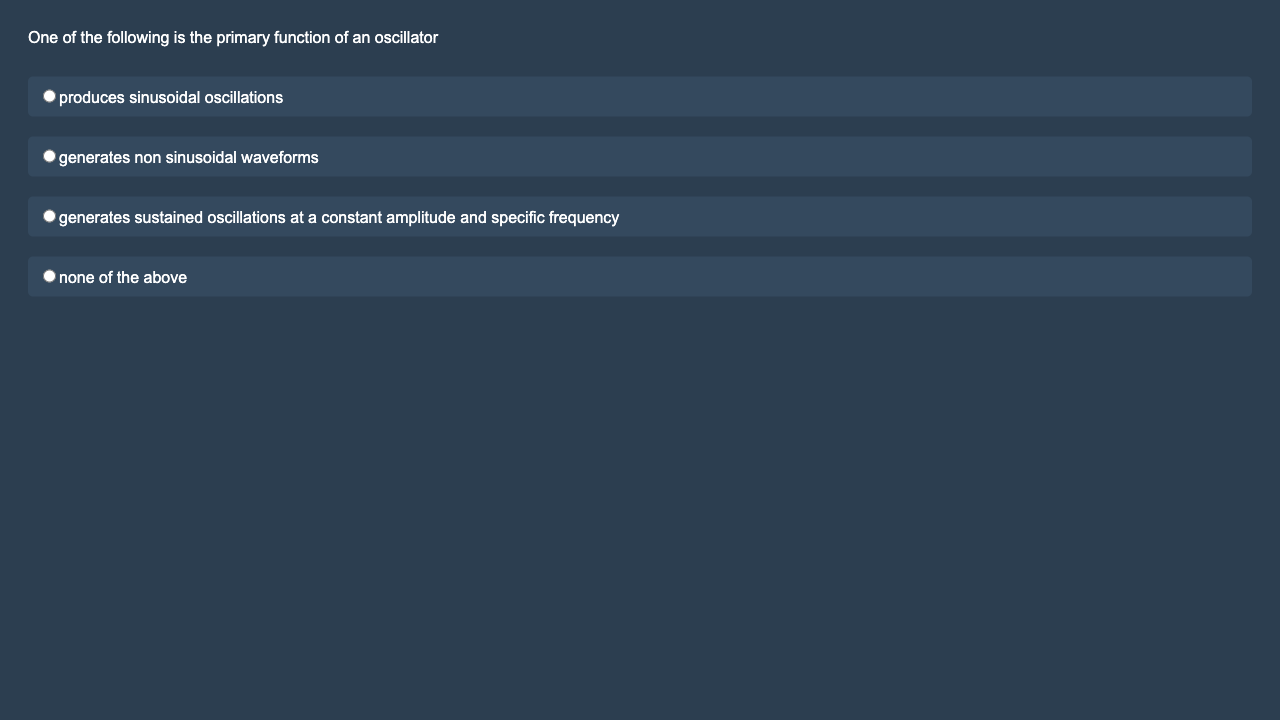 One of the following is the primary function of an oscillator
produces sinusoidal oscillations
generates non sinusoidal waveforms
generates sustained oscillations at a constant amplitude and specific frequency
none of the above